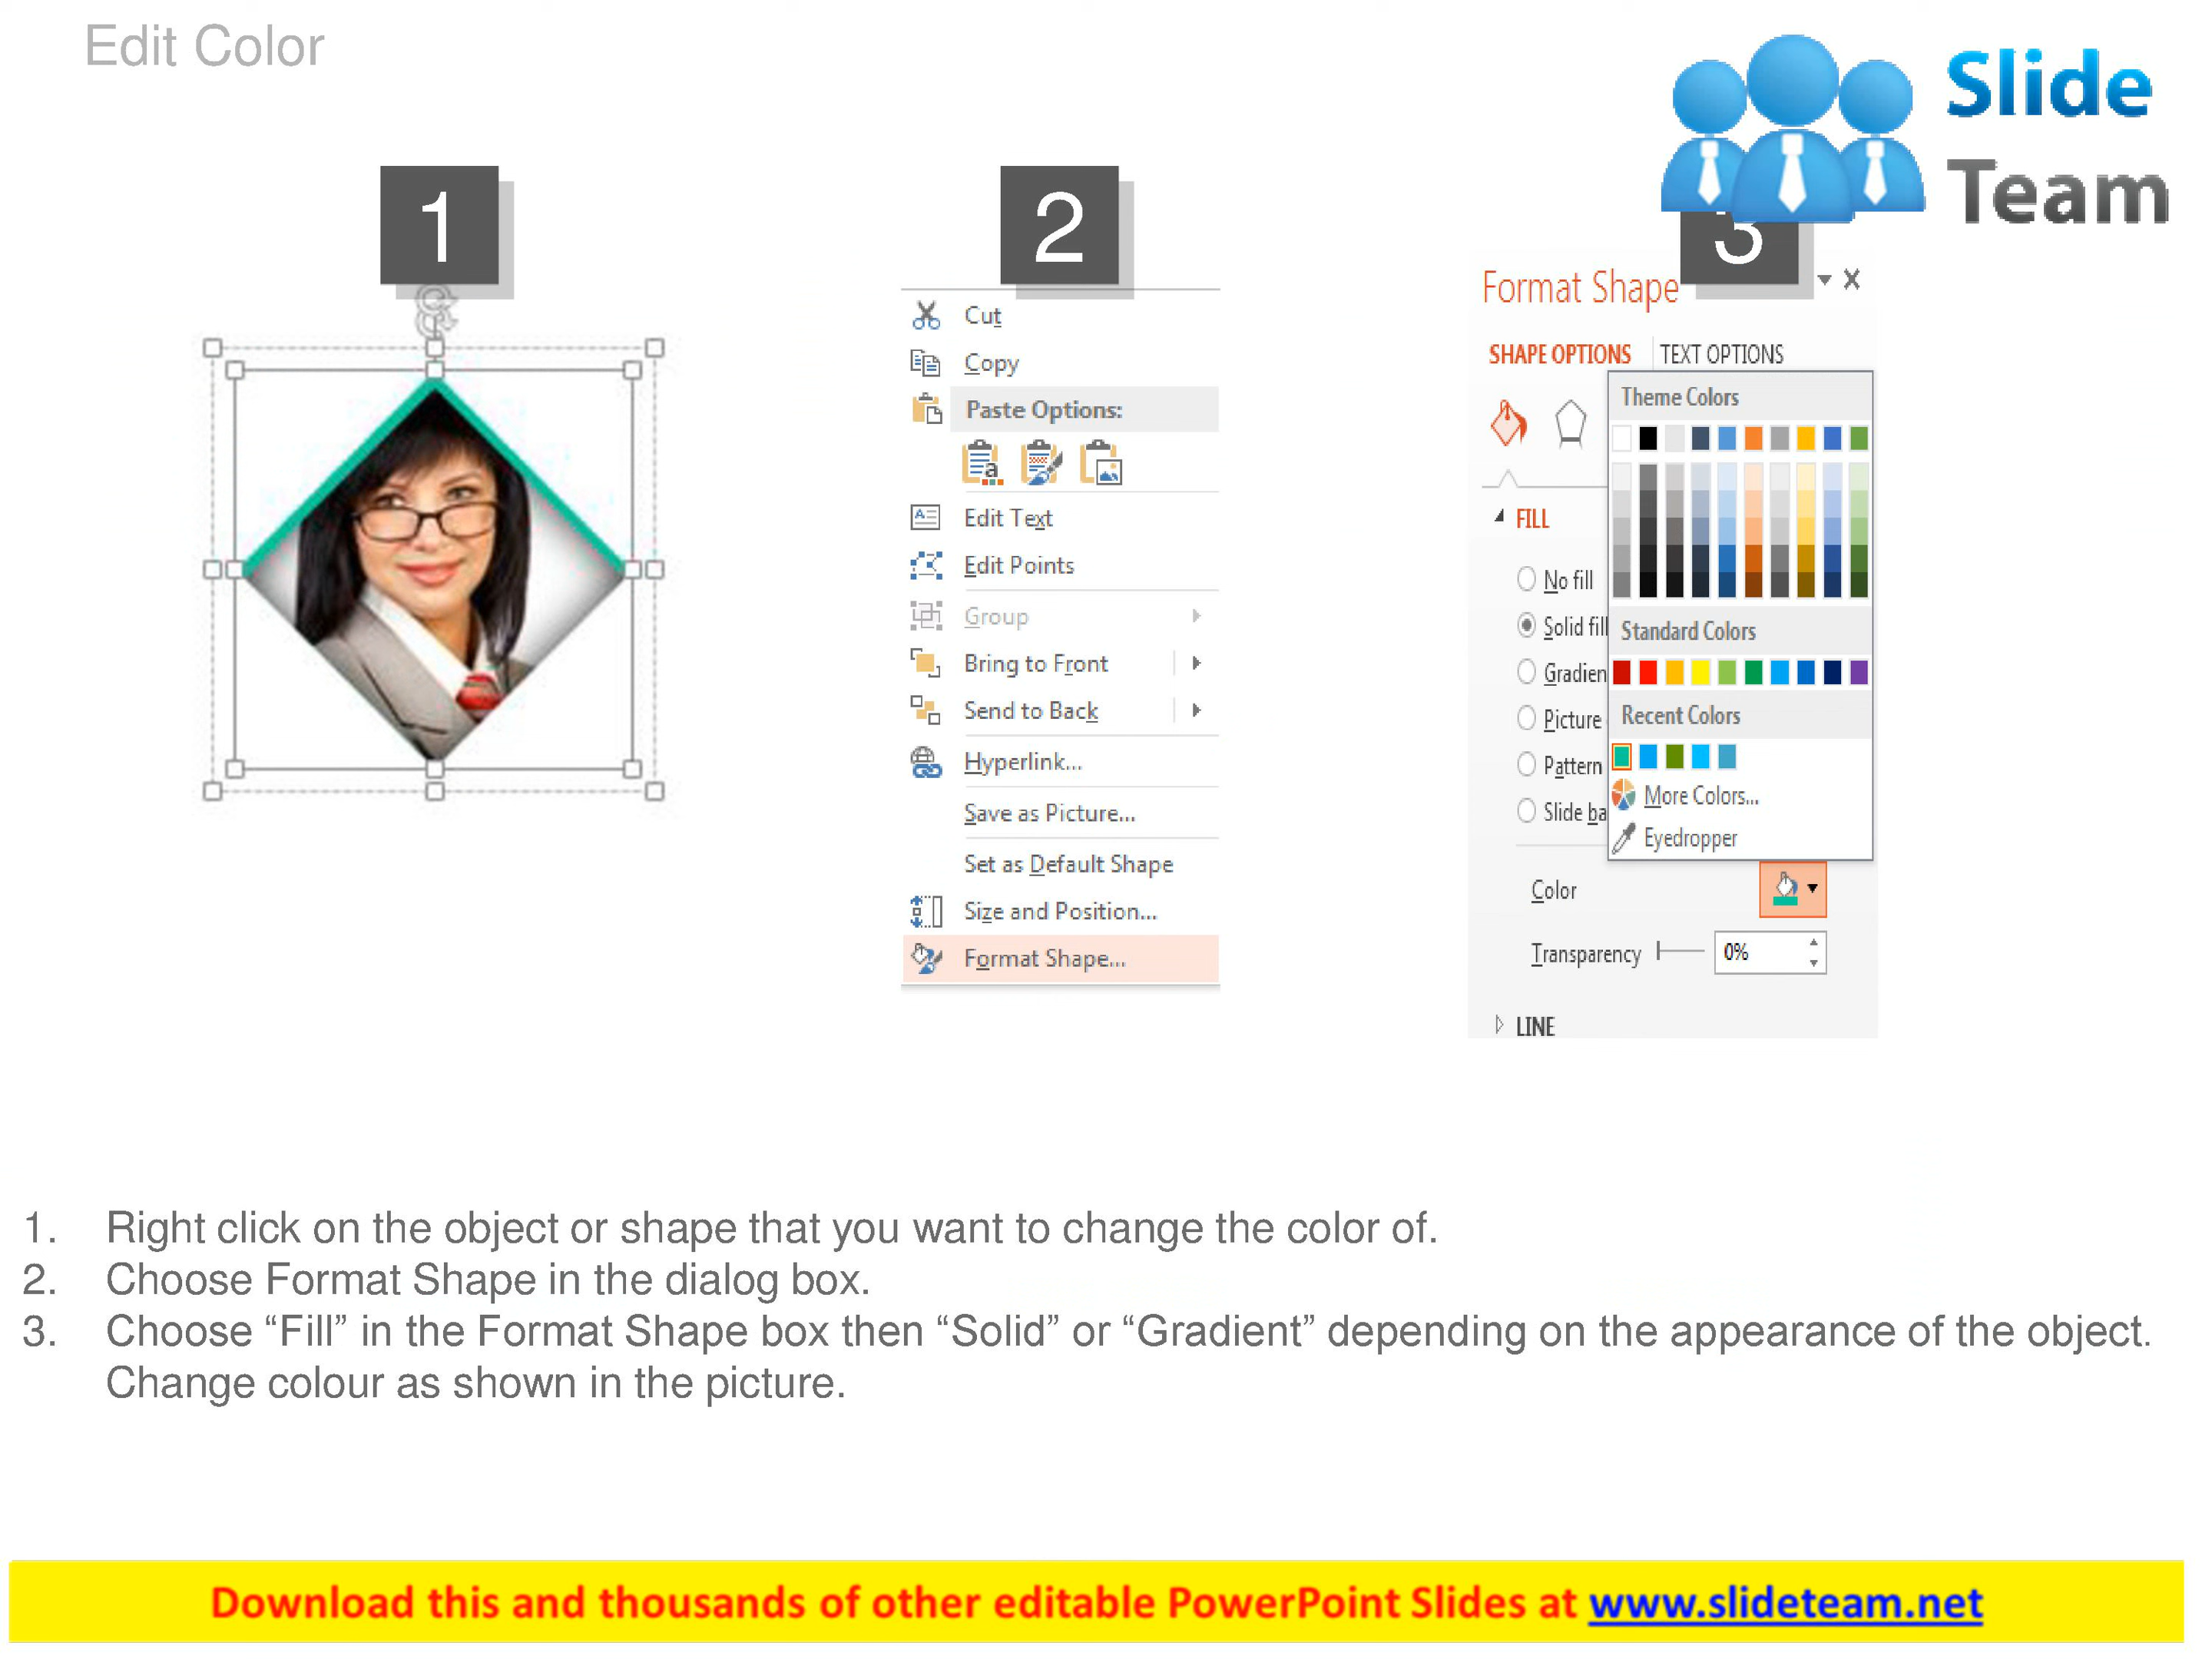 Edit Color
Slide
Team
1
2
3
Cut
Copy
Paste Options:
Edit Text
Edit Points
Group
Bring to Front
Send to Back
Hyperlink...
Save as Picture...
Set as Default Shape
Size and Position...
Format Shape...
Format Shape
SHAPE OPTIONS
TEXT OPTIONS
Theme Colors
FILL
No fill
Solid fill
Standard Colors
Gradien
Picture
Recent Colors
Pattern
More Colors...
Slide ba
Eyedropper
Color
Transparency
0%
LINE
1. Right click on the object or shape that you want to change the color of.
2. Choose Format Shape in the dialog box.
3. Choose “Fill” in the Format Shape box then “Solid” or “Gradient” depending on the appearance of the object.
Change colour as shown in the picture.
Download this and thousands of other editable PowerPoint Slides at www.slideteam.net